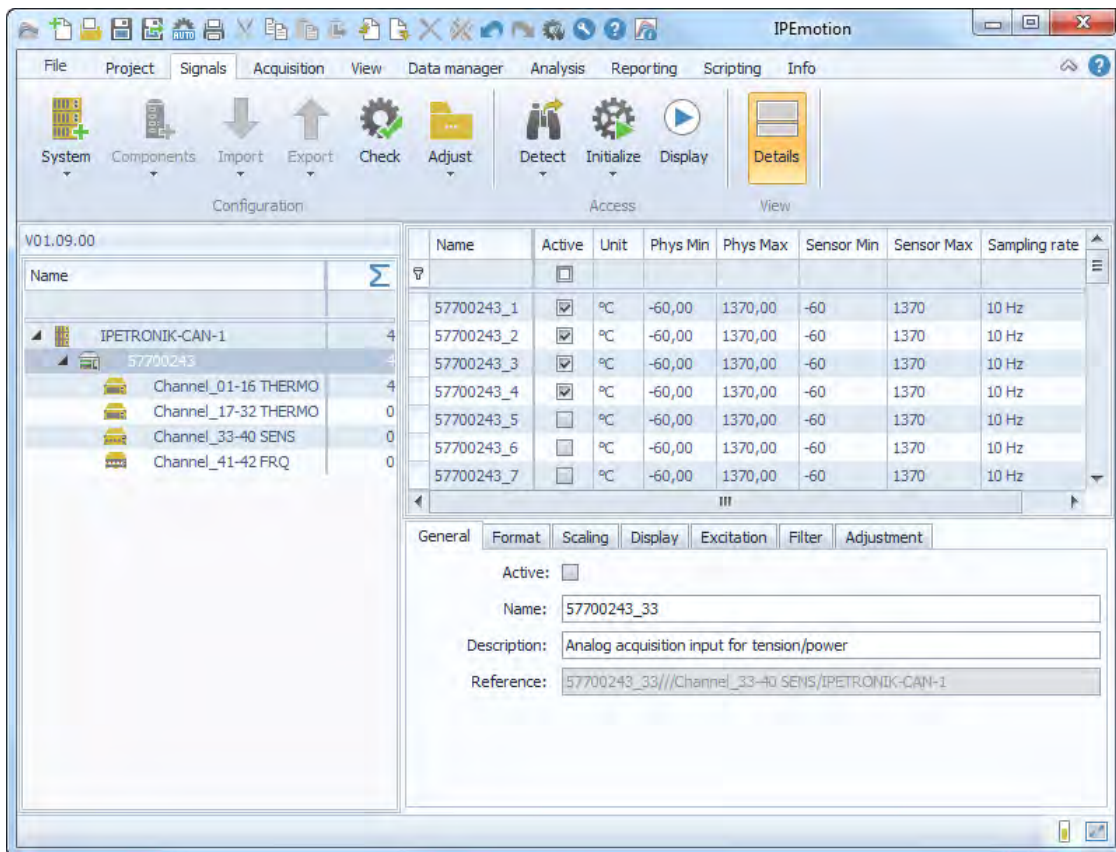 IPEmotion
File Project Signals Acquisition View Data manager Analysis Reporting Scripting Info
AUTO
System Components Import Export Check Adjust Detect Initialize Display Details
Configuration Access View
V01.09.00
Name Σ
IPETRONIK-CAN-1 4
57700243 4
Channel_01-16 THERMO 4
Channel_17-32 THERMO 0
Channel_33-40 SENS 0
Channel_41-42 FRQ 0
Name Active Unit Phys Min Phys Max Sensor Min Sensor Max Sampling rate
57700243_1 °C -60,00 1370,00 -60 1370 10 Hz
57700243_2 °C -60,00 1370,00 -60 1370 10 Hz
57700243_3 °C -60,00 1370,00 -60 1370 10 Hz
57700243_4 °C -60,00 1370,00 -60 1370 10 Hz
57700243_5 °C -60,00 1370,00 -60 1370 10 Hz
57700243_6 °C -60,00 1370,00 -60 1370 10 Hz
57700243_7 °C -60,00 1370,00 -60 1370 10 Hz
General Format Scaling Display Excitation Filter Adjustment
Active:
Name: 57700243_33
Description: Analog acquisition input for tension/power
Reference: 57700243_33///Channel_33-40 SENS/IPETRONIK-CAN-1